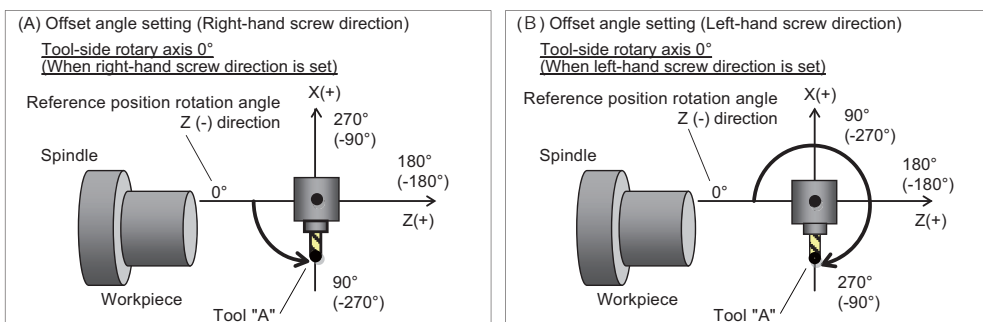 (A) Offset angle setting (Right-hand screw direction)
Tool-side rotary axis 0°
(When right-hand screw direction is set)
Reference position rotation angle
Z (-) direction
X(+)
270°
(-90°)
Spindle
180°
(-180°)
0°
Z(+)
90°
(-270°)
Workpiece
Tool "A"
(B) Offset angle setting (Left-hand screw direction)
Tool-side rotary axis 0°
(When left-hand screw direction is set)
Reference position rotation angle
Z (-) direction
X(+)
90°
(-270°)
Spindle
180°
(-180°)
0°
Z(+)
270°
(-90°)
Workpiece
Tool "A"